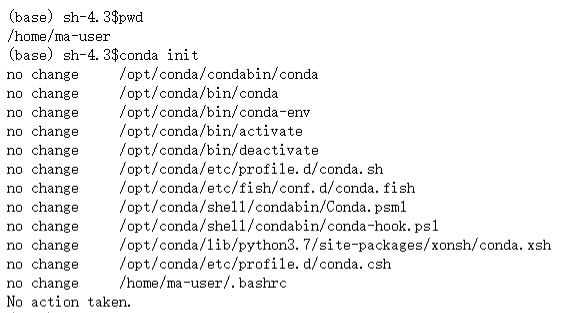 (base) sh-4.3$pwd
/home/ma-user
(base) sh-4.3$conda init
no change     /opt/conda/condabin/conda
no change     /opt/conda/bin/conda
no change     /opt/conda/bin/conda-env
no change     /opt/conda/bin/activate
no change     /opt/conda/bin/deactivate
no change     /opt/conda/etc/profile.d/conda.sh
no change     /opt/conda/etc/fish/conf.d/conda.fish
no change     /opt/conda/shell/condabin/Conda.psm1
no change     /opt/conda/shell/condabin/conda-hook.ps1
no change     /opt/conda/lib/python3.7/site-packages/xonsh/conda.xsh
no change     /opt/conda/etc/profile.d/conda.csh
no change     /home/ma-user/.bashrc
No action taken.